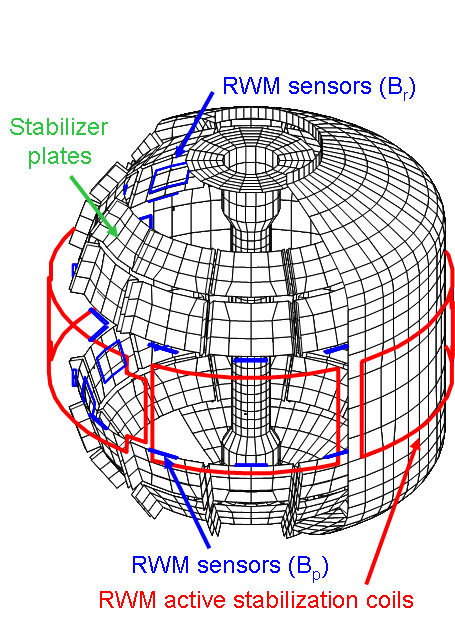 RWM sensors (Br)
Stabilizer
plates
RWM sensors (Bp)
RWM active stabilization coils